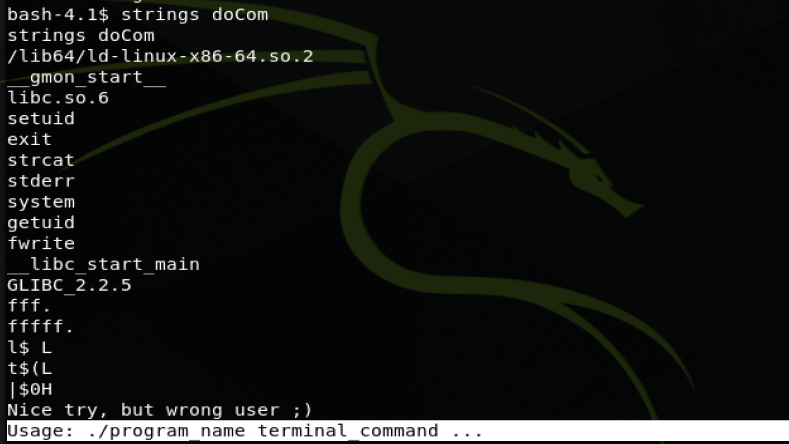 bash-4.1$ strings doCom
strings doCom
/lib64/ld-linux-x86-64.so.2
__gmon_start__
libc.so.6
setuid
exit
strcat
stderr
system
getuid
fwrite
__libc_start_main
GLIBC_2.2.5
fff.
fffff.
l$ L
t$(L
|$0H
Nice try, but wrong user ;)
Usage: ./program_name terminal_command ...